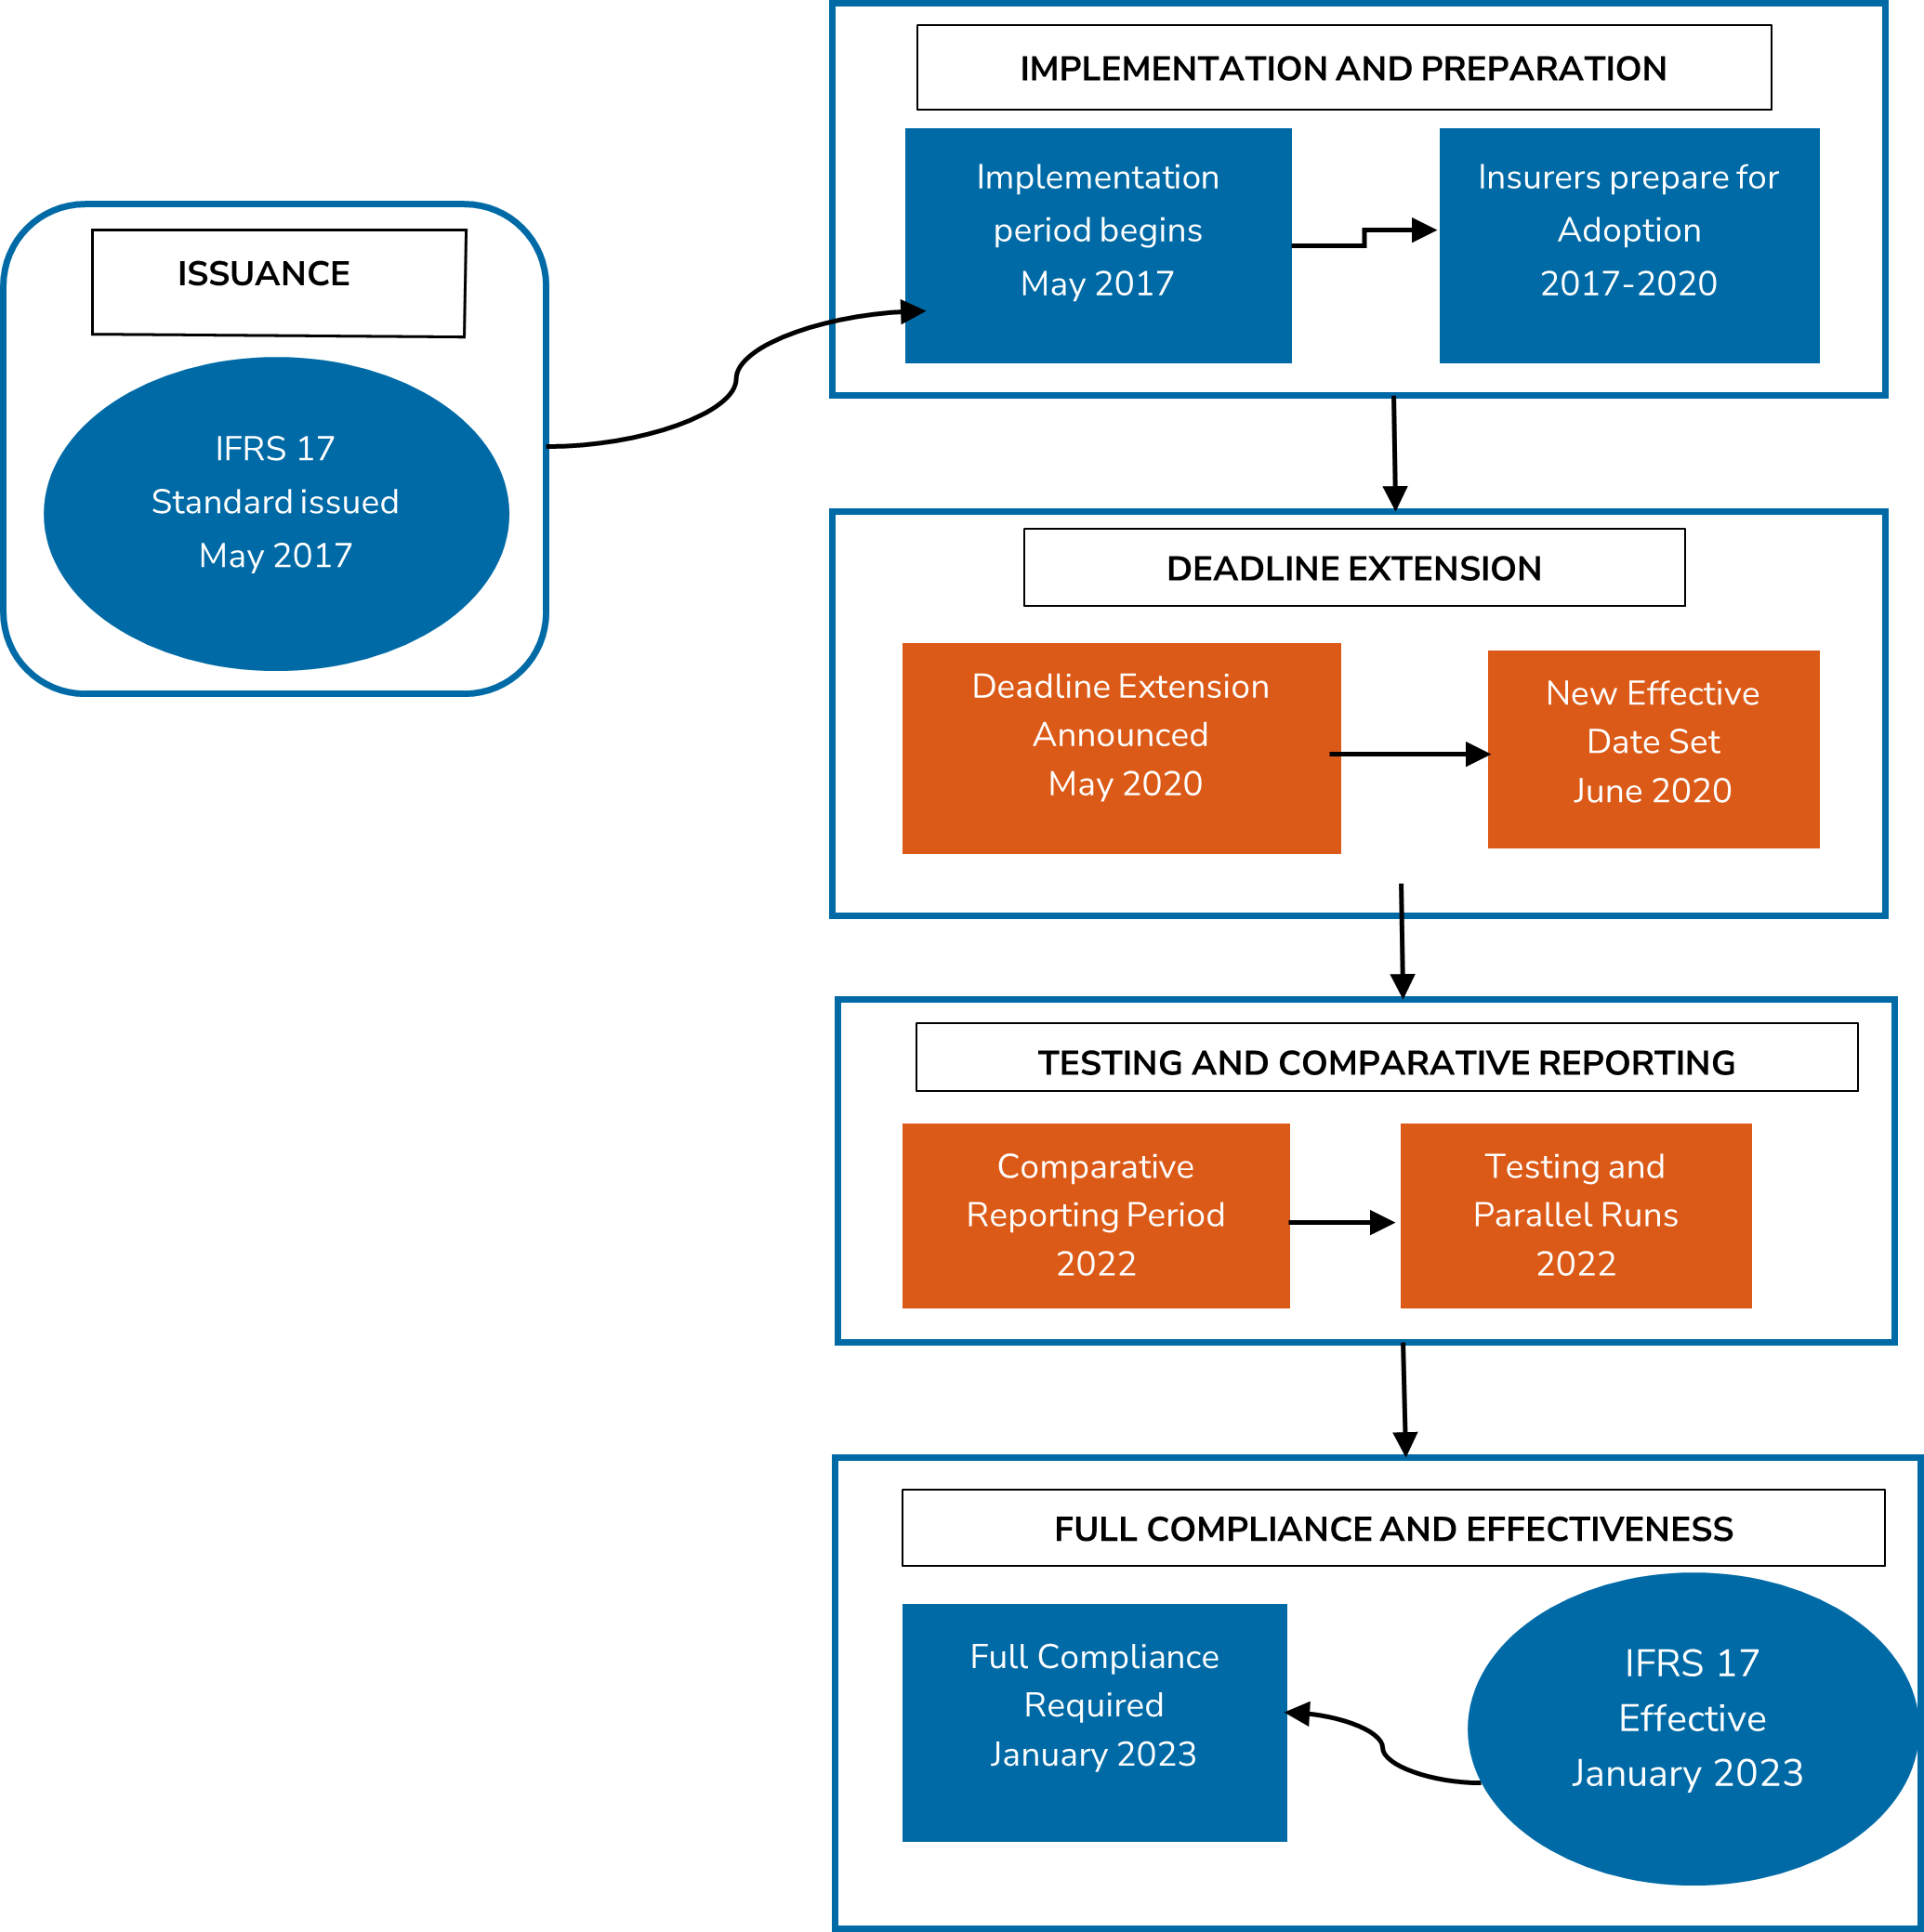 ISSUANCE
IFRS 17
Standard issued
May 2017
IMPLEMENTATION AND PREPARATION
Implementation
period begins
May 2017
Insurers prepare for
Adoption
2017-2020
DEADLINE EXTENSION
Deadline Extension
Announced
May 2020
New Effective
Date Set
June 2020
TESTING AND COMPARATIVE REPORTING
Comparative
Reporting Period
2022
Testing and
Parallel Runs
2022
FULL COMPLIANCE AND EFFECTIVENESS
Full Compliance
Required
January 2023
IFRS 17
Effective
January 2023